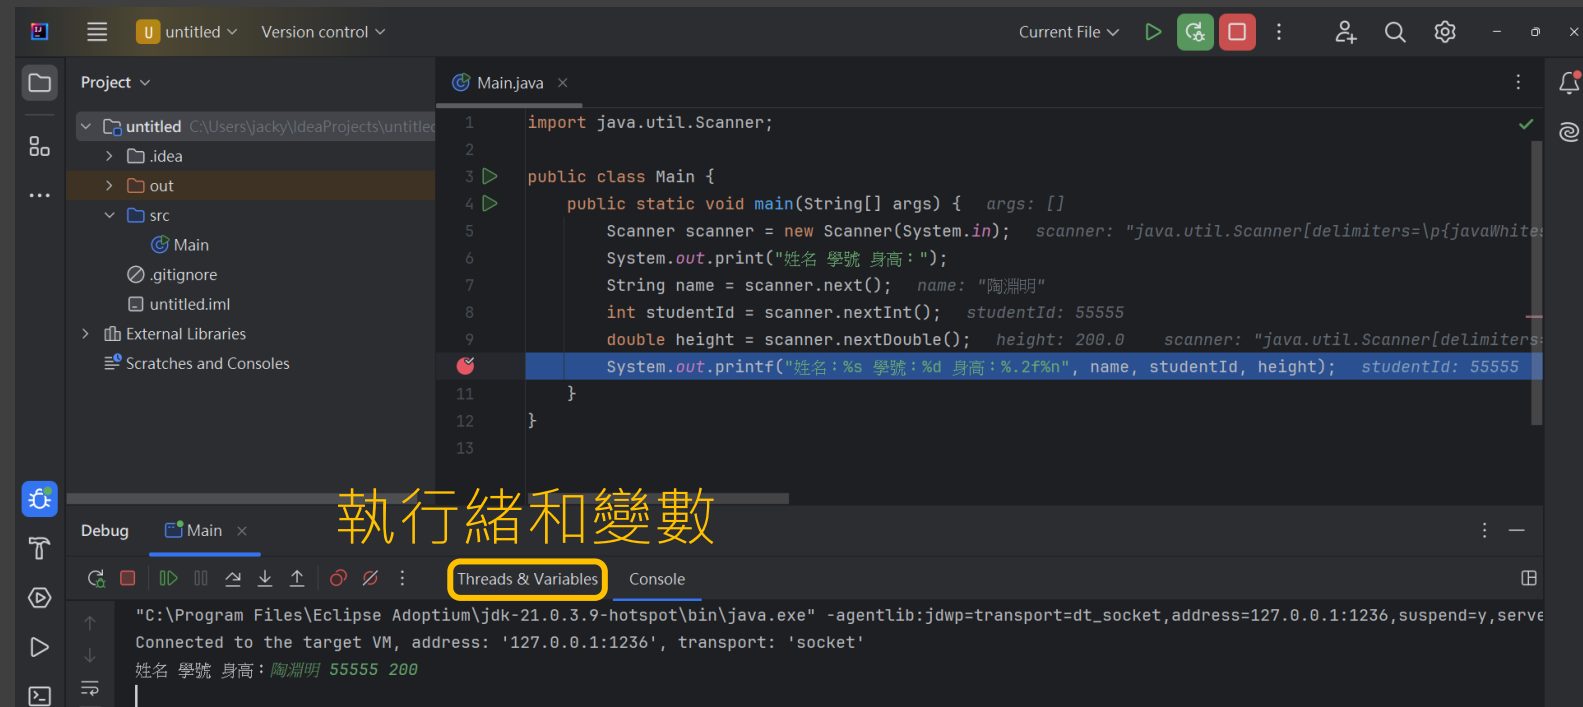 U untitled Version control Current File
Project
Main.java
untitled C:\Users\jacky\IdeaProjects\untitled
.idea
out
src
Main
.gitignore
untitled.iml
External Libraries
Scratches and Consoles
1 import java.util.Scanner;
2
3 public class Main {
4 public static void main(String[] args) { args: []
5 Scanner scanner = new Scanner(System.in); scanner: "java.util.Scanner[delimiters=\p{javaWhites
6 System.out.print("姓名 學號 身高：");
7 String name = scanner.next(); name: "陶淵明"
8 int studentId = scanner.nextInt(); studentId: 55555
9 double height = scanner.nextDouble(); height: 200.0 scanner: "java.util.Scanner[delimiters=
System.out.printf("姓名：%s 學號：%d 身高：%.2f%n", name, studentId, height); studentId: 55555
11 }
12 }
13
執行緒和變數
Debug Main
Threads & Variables Console
"C:\Program Files\Eclipse Adoptium\jdk-21.0.3.9-hotspot\bin\java.exe" -agentlib:jdwp=transport=dt_socket,address=127.0.0.1:1236,suspend=y,serve
Connected to the target VM, address: '127.0.0.1:1236', transport: 'socket'
姓名 學號 身高：陶淵明 55555 200